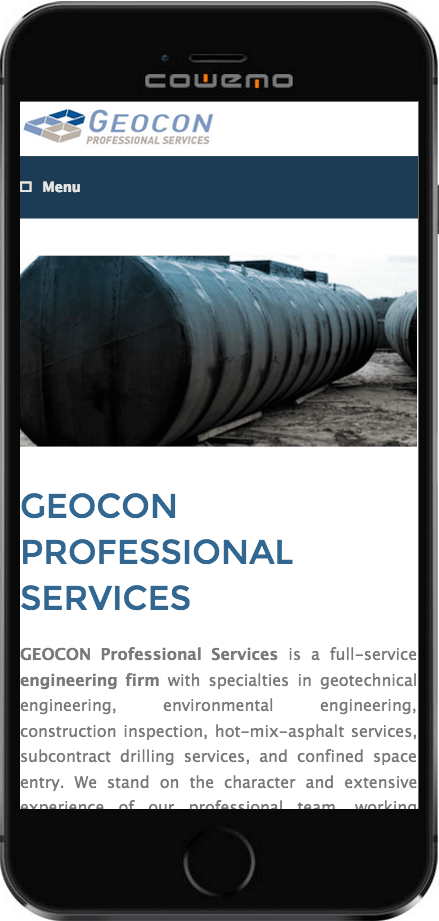 COWEMO
GEOCON
PROFESSIONAL SERVICES
Menu
GEOCON
PROFESSIONAL
SERVICES
GEOCON Professional Services is a full-service
engineering firm with specialties in geotechnical
engineering, environmental engineering,
construction inspection, hot-mix-asphalt services,
subcontract drilling services, and confined space
entry. We stand on the character and extensive
experience of our professional team, working